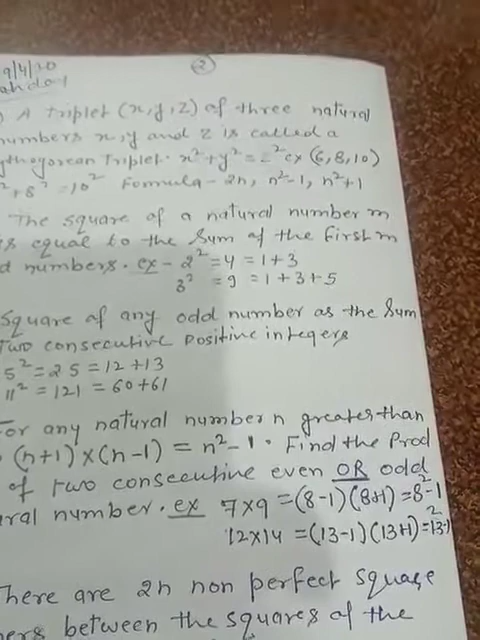 9/4/20
②
) A triplet (x, y, z) of three natural
numbers x, y and z is called a
ythagorean Triplet. x²+y² = z² ex (6, 8, 10)
²+8² = 10² Formula - 2n, n²-1, n²+1
The square of a natural number m
is equal to the sum of the first m
d numbers. ex - 2² = 4 = 1+3
3² = 9 = 1+3+5
Square of any odd number as the Sum
Two consecutive positive integers
5² = 25 = 12+13
11² = 121 = 60+61
For any natural number n greater than
(n+1)×(n-1) = n²-1. Find the Prod
of two consecutive even OR odd
ral number. ex 7×9 = (8-1)(8+1) = 8²-1
12×14 = (13-1)(13+1) = 13²-1
There are 2n non perfect square
ers between the squares of the